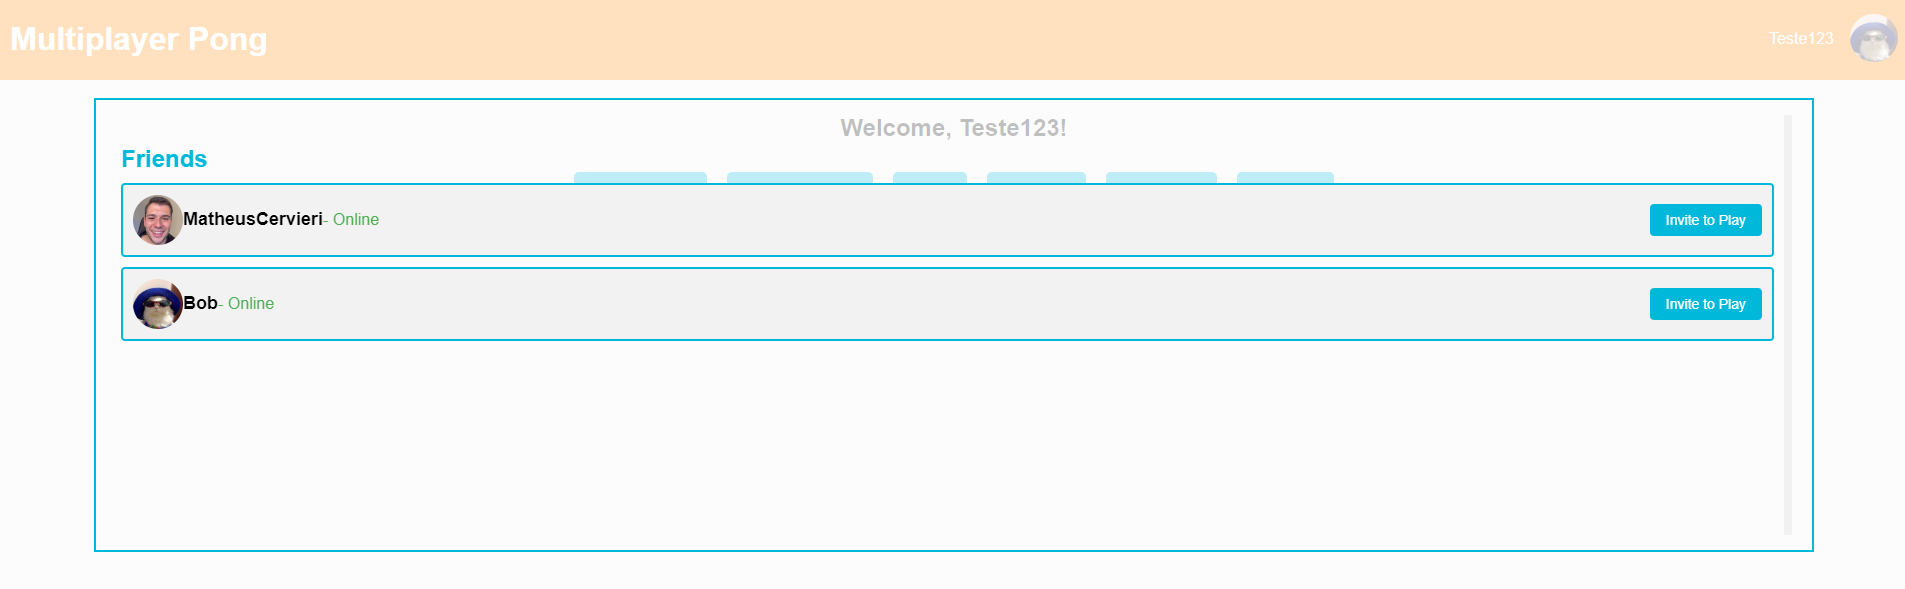 Multiplayer Pong
Teste123
Welcome, Teste123!
Friends
MatheusCervieri- Online
Invite to Play
Bob- Online
Invite to Play